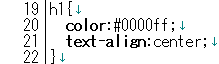 19 h1{↓
20 color:#0000ff;↓
21 text-align:center;↓
22 }↓